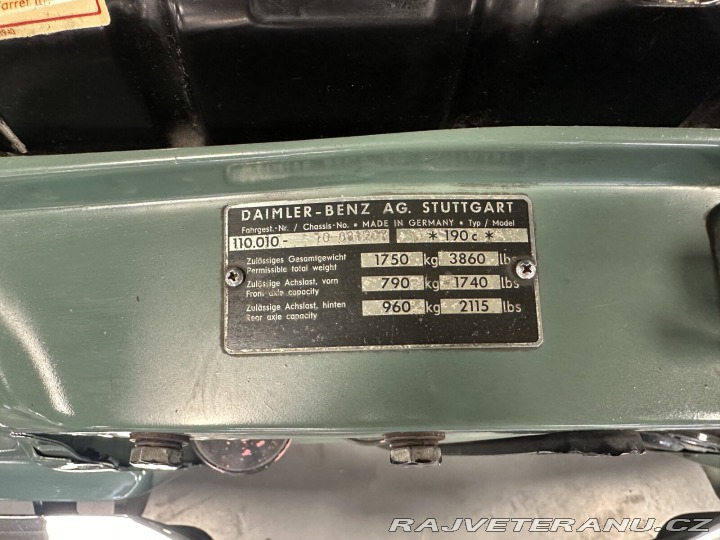 DAIMLER-BENZ AG. STUTTGART
Fahrgest.-Nr. / Chassis-No. • MADE IN GERMANY • Typ / Model
110.010- * 190 c *
Zulässiges Gesamtgewicht 1750 kg 3860 lbs
Permissible total weight
Zulässige Achslast, vorn 790 kg 1740 lbs
Front axle capacity
Zulässige Achslast, hinten 960 kg 2115 lbs
Rear axle capacity
RAJVETERANU.CZ